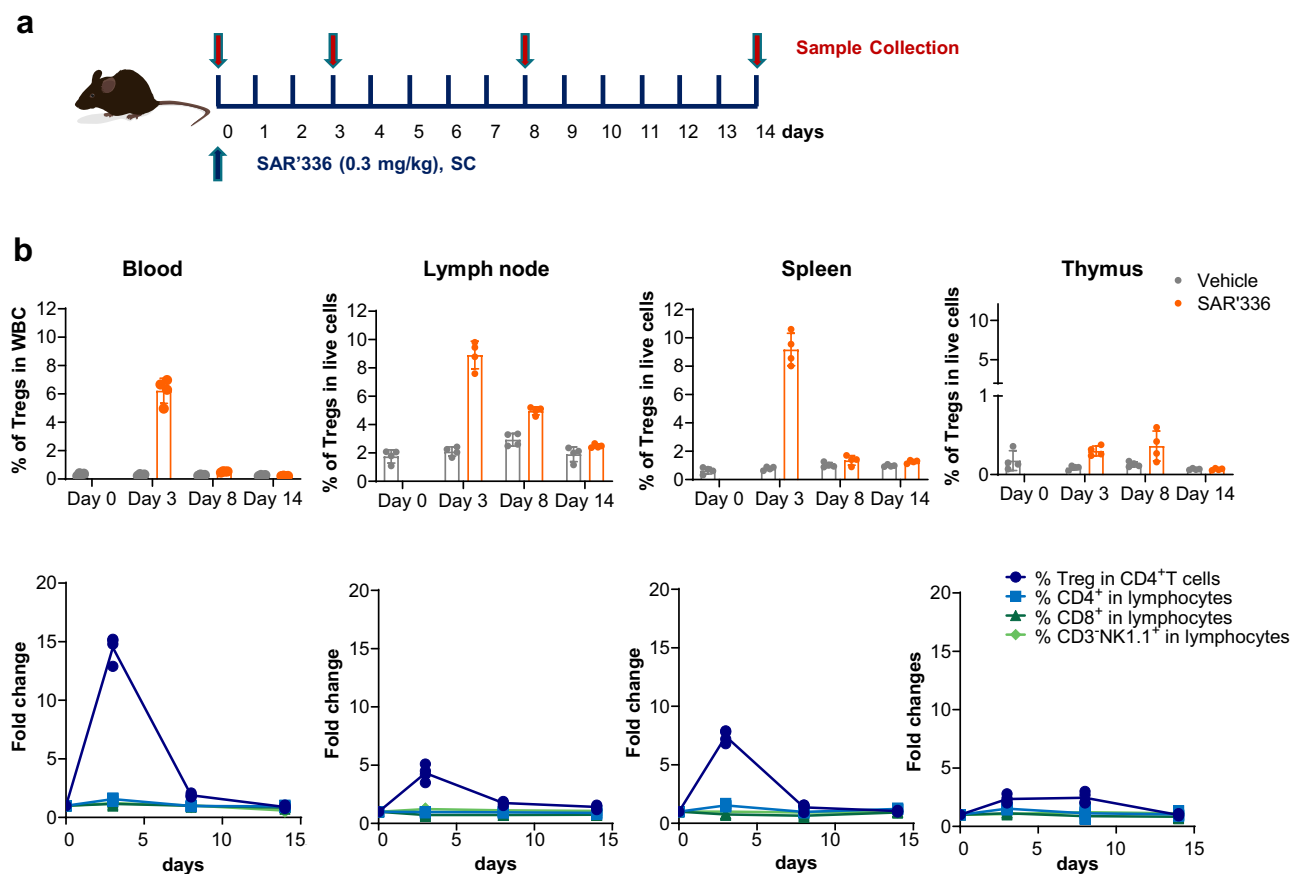 a
Sample Collection
0 1 2 3 4 5 6 7 8 9 10 11 12 13 14 days
SAR'336 (0.3 mg/kg), SC
b
Blood
% of Tregs in WBC
12
10
8
6
4
2
0
Day 0 Day 3 Day 8 Day 14
Lymph node
% of Tregs in live cells
12
10
8
6
4
2
0
Day 0 Day 3 Day 8 Day 14
Spleen
% of Tregs in live cells
12
10
8
6
4
2
0
Day 0 Day 3 Day 8 Day 14
Thymus
% of Tregs in live cells
10
5
1
0
Day 0 Day 3 Day 8 Day 14
Vehicle
SAR'336
Fold change
20
15
10
5
0
0 5 10 15
days
Fold change
20
15
10
5
0
0 5 10 15
days
Fold change
20
15
10
5
0
0 5 10 15
days
Fold changes
20
15
10
5
0
0 5 10 15
days
% Treg in CD4⁺T cells
% CD4⁺ in lymphocytes
% CD8⁺ in lymphocytes
% CD3⁻NK1.1⁺ in lymphocytes